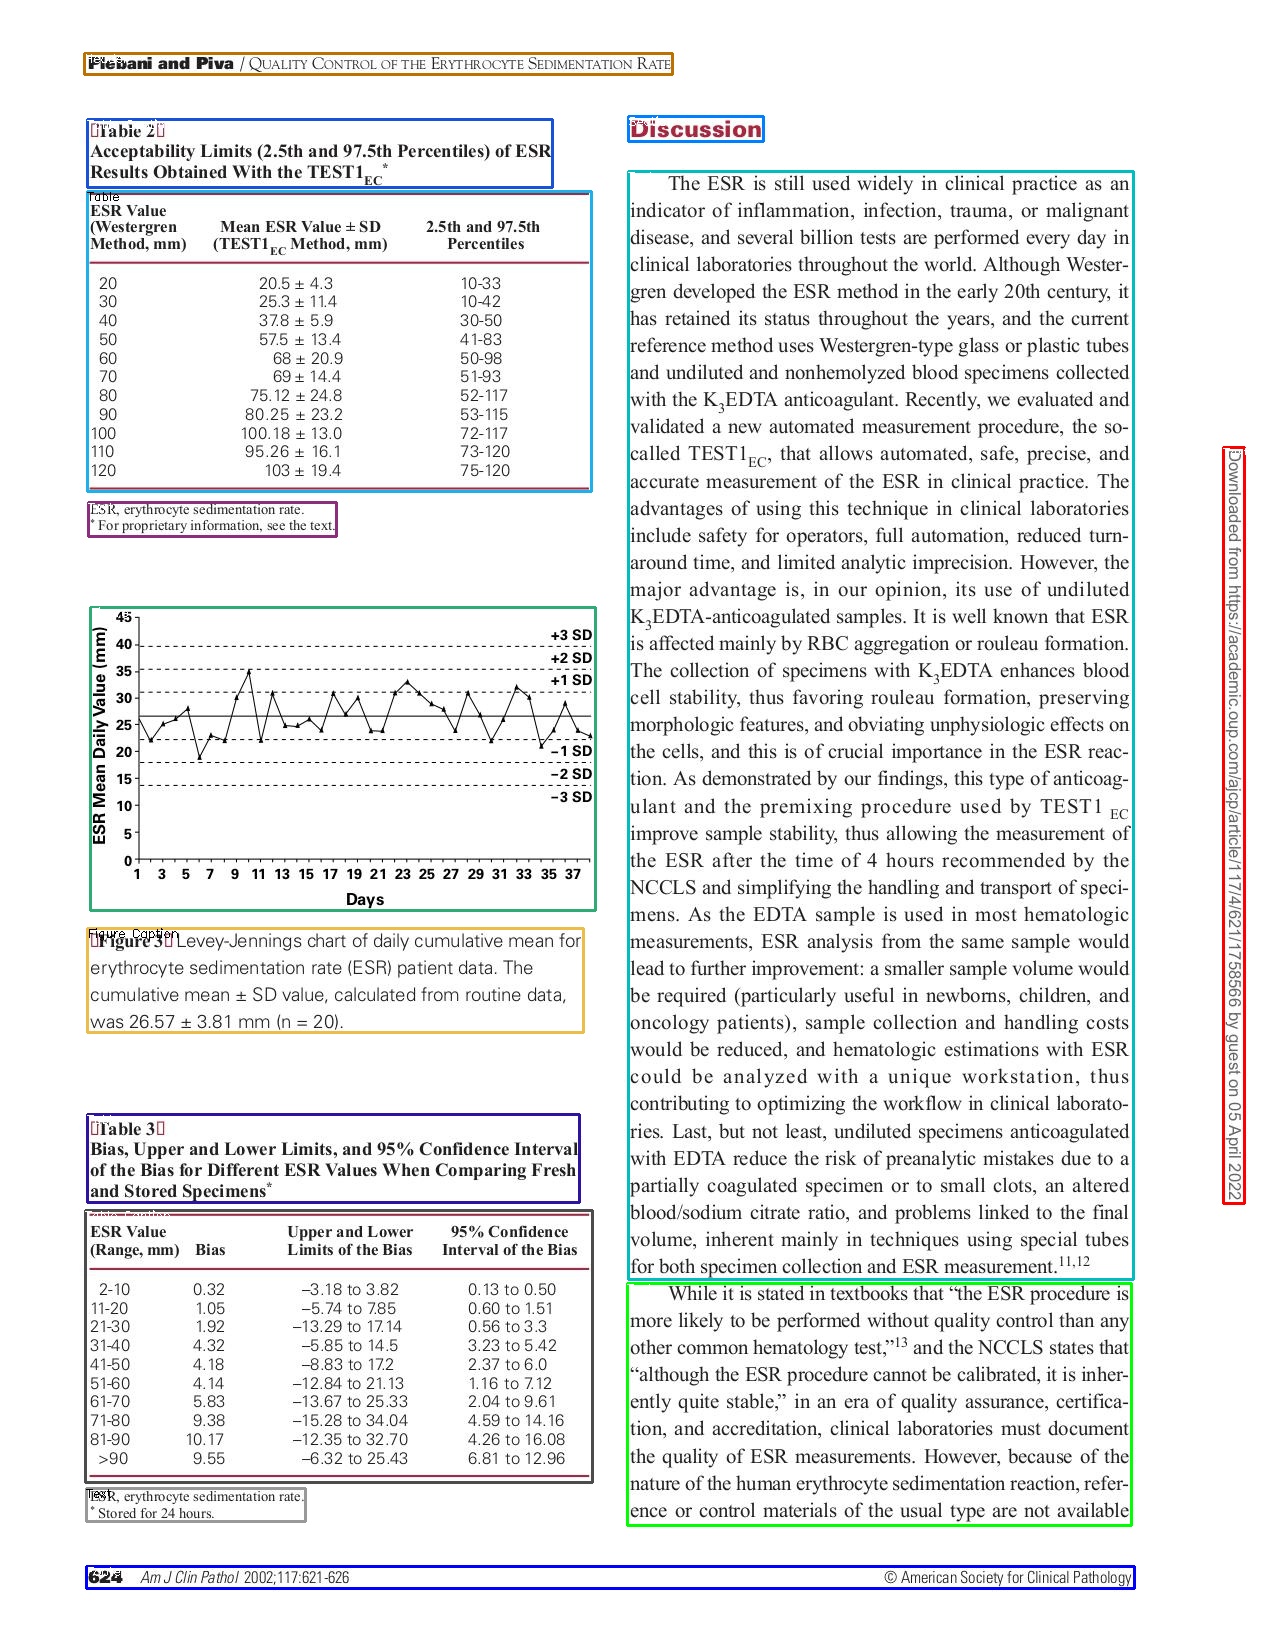 Plebani and Piva / QUALITY CONTROL OF THE ERYTHROCYTE SEDIMENTATION RATE
Table 2
Acceptability Limits (2.5th and 97.5th Percentiles) of ESR
Results Obtained With the TEST1EC*
Table
ESR Value
(Westergren Mean ESR Value ± SD 2.5th and 97.5th
Method, mm) (TEST1EC Method, mm) Percentiles
20 20.5 ± 4.3 10-33
30 25.3 ± 11.4 10-42
40 37.8 ± 5.9 30-50
50 57.5 ± 13.4 41-83
60 68 ± 20.9 50-98
70 69 ± 14.4 51-93
80 75.12 ± 24.8 52-117
90 80.25 ± 23.2 53-115
100 100.18 ± 13.0 72-117
110 95.26 ± 16.1 73-120
120 103 ± 19.4 75-120
ESR, erythrocyte sedimentation rate.
* For proprietary information, see the text.
ESR Mean Daily Value (mm)
45
40
35
30
25
20
15
10
5
0
+3 SD
+2 SD
+1 SD
−1 SD
−2 SD
−3 SD
1 3 5 7 9 11 13 15 17 19 21 23 25 27 29 31 33 35 37
Days
Figure Caption
Figure 3 Levey-Jennings chart of daily cumulative mean for
erythrocyte sedimentation rate (ESR) patient data. The
cumulative mean ± SD value, calculated from routine data,
was 26.57 ± 3.81 mm (n = 20).
Table 3
Bias, Upper and Lower Limits, and 95% Confidence Interval
of the Bias for Different ESR Values When Comparing Fresh
and Stored Specimens*
Table Caption
ESR Value Upper and Lower 95% Confidence
(Range, mm) Bias Limits of the Bias Interval of the Bias
2-10 0.32 –3.18 to 3.82 0.13 to 0.50
11-20 1.05 –5.74 to 7.85 0.60 to 1.51
21-30 1.92 –13.29 to 17.14 0.56 to 3.3
31-40 4.32 –5.85 to 14.5 3.23 to 5.42
41-50 4.18 –8.83 to 17.2 2.37 to 6.0
51-60 4.14 –12.84 to 21.13 1.16 to 7.12
61-70 5.83 –13.67 to 25.33 2.04 to 9.61
71-80 9.38 –15.28 to 34.04 4.59 to 14.16
81-90 10.17 –12.35 to 32.70 4.26 to 16.08
>90 9.55 –6.32 to 25.43 6.81 to 12.96
Text
ESR, erythrocyte sedimentation rate.
* Stored for 24 hours.
Discussion
The ESR is still used widely in clinical practice as an
indicator of inflammation, infection, trauma, or malignant
disease, and several billion tests are performed every day in
clinical laboratories throughout the world. Although Wester-
gren developed the ESR method in the early 20th century, it
has retained its status throughout the years, and the current
reference method uses Westergren-type glass or plastic tubes
and undiluted and nonhemolyzed blood specimens collected
with the K3EDTA anticoagulant. Recently, we evaluated and
validated a new automated measurement procedure, the so-
called TEST1EC, that allows automated, safe, precise, and
accurate measurement of the ESR in clinical practice. The
advantages of using this technique in clinical laboratories
include safety for operators, full automation, reduced turn-
around time, and limited analytic imprecision. However, the
major advantage is, in our opinion, its use of undiluted
K3EDTA-anticoagulated samples. It is well known that ESR
is affected mainly by RBC aggregation or rouleau formation.
The collection of specimens with K3EDTA enhances blood
cell stability, thus favoring rouleau formation, preserving
morphologic features, and obviating unphysiologic effects on
the cells, and this is of crucial importance in the ESR reac-
tion. As demonstrated by our findings, this type of anticoag-
ulant and the premixing procedure used by TEST1 EC
improve sample stability, thus allowing the measurement of
the ESR after the time of 4 hours recommended by the
NCCLS and simplifying the handling and transport of speci-
mens. As the EDTA sample is used in most hematologic
measurements, ESR analysis from the same sample would
lead to further improvement: a smaller sample volume would
be required (particularly useful in newborns, children, and
oncology patients), sample collection and handling costs
would be reduced, and hematologic estimations with ESR
could be analyzed with a unique workstation, thus
contributing to optimizing the workflow in clinical laborato-
ries. Last, but not least, undiluted specimens anticoagulated
with EDTA reduce the risk of preanalytic mistakes due to a
partially coagulated specimen or to small clots, an altered
blood/sodium citrate ratio, and problems linked to the final
volume, inherent mainly in techniques using special tubes
for both specimen collection and ESR measurement.11,12
While it is stated in textbooks that “the ESR procedure is
more likely to be performed without quality control than any
other common hematology test,”13 and the NCCLS states that
“although the ESR procedure cannot be calibrated, it is inher-
ently quite stable,” in an era of quality assurance, certifica-
tion, and accreditation, clinical laboratories must document
the quality of ESR measurements. However, because of the
nature of the human erythrocyte sedimentation reaction, refer-
ence or control materials of the usual type are not available
Downloaded from https://academic.oup.com/ajcp/article/117/4/621/1758566 by guest on 05 April 2022
624 Am J Clin Pathol 2002;117:621-626 © American Society for Clinical Pathology